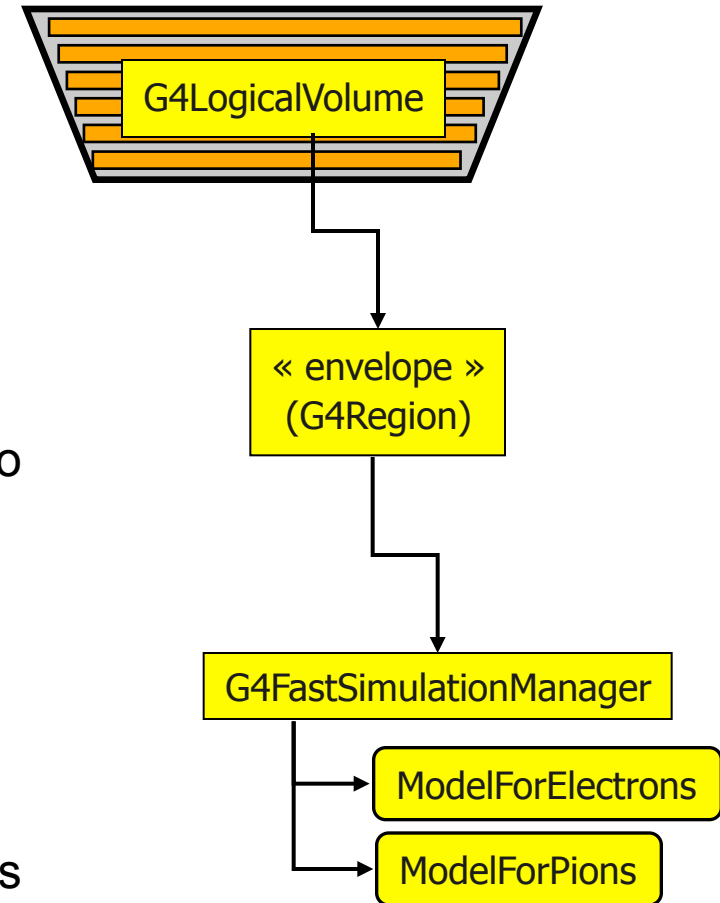 G4LogicalVolume
« envelope »
(G4Region)
o
G4FastSimulationManager
ModelForElectrons
ModelForPions
s